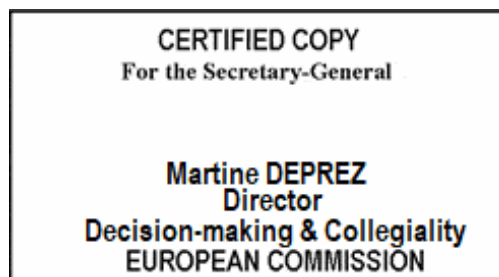 CERTIFIED COPY
For the Secretary-General
Martine DEPREZ
Director
Decision-making & Collegiality
EUROPEAN COMMISSION